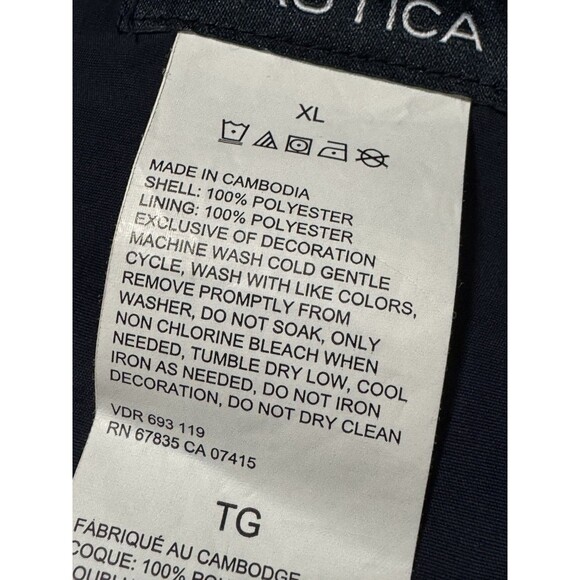 XL
MADE IN CAMBODIA
SHELL: 100% POLYESTER
LINING: 100% POLYESTER
EXCLUSIVE OF DECORATION
MACHINE WASH COLD GENTLE
CYCLE, WASH WITH LIKE COLORS,
REMOVE PROMPTLY FROM
WASHER, DO NOT SOAK, ONLY
NON CHLORINE BLEACH WHEN
NEEDED, TUMBLE DRY LOW, COOL
IRON AS NEEDED, DO NOT IRON
DECORATION, DO NOT DRY CLEAN
VDR 693 119
RN 67835 CA 07415
TG
FABRIQUÉ AU CAMBODGE
COQUE: 100%